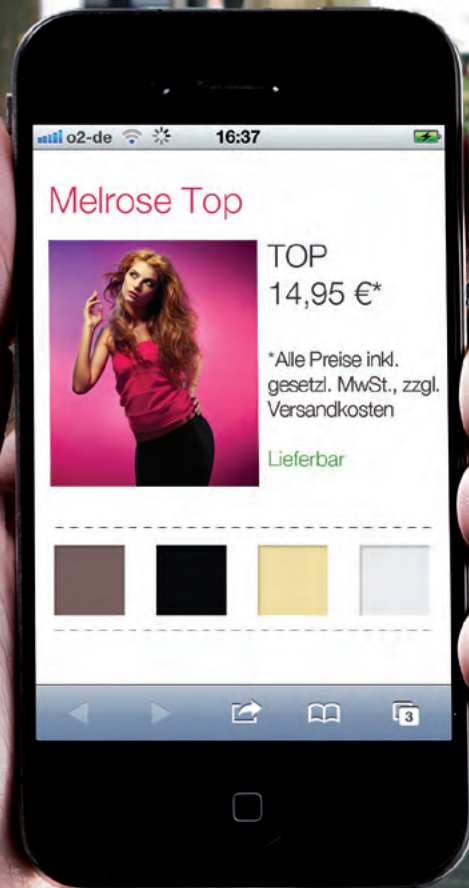 o2-de 16:37
Melrose Top
TOP
14,95 €*
*Alle Preise inkl.
gesetzl. MwSt., zzgl.
Versandkosten
Lieferbar
3